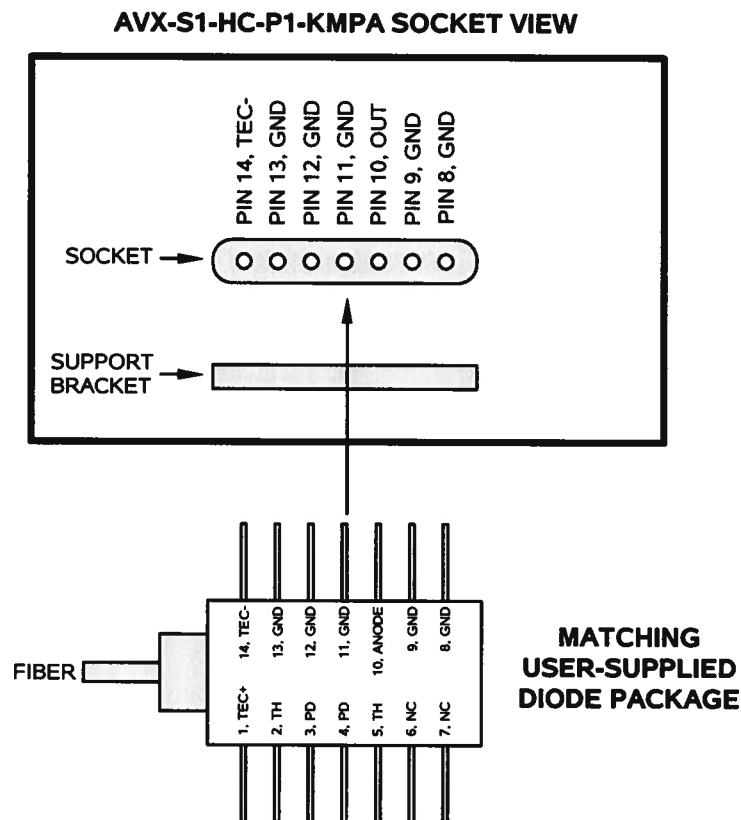 AVX-S1-HC-P1-KMPA SOCKET VIEW
PIN 14, TEC-
PIN 13, GND
PIN 12, GND
PIN 11, GND
PIN 10, OUT
PIN 9, GND
PIN 8, GND
SOCKET
SUPPORT
BRACKET
14, TEC-
13, GND
12, GND
11, GND
10, ANODE
9, GND
8, GND
FIBER
1, TEC+
2, TH
3, PD
4, PD
5, TH
6, NC
7, NC
MATCHING
USER-SUPPLIED
DIODE PACKAGE